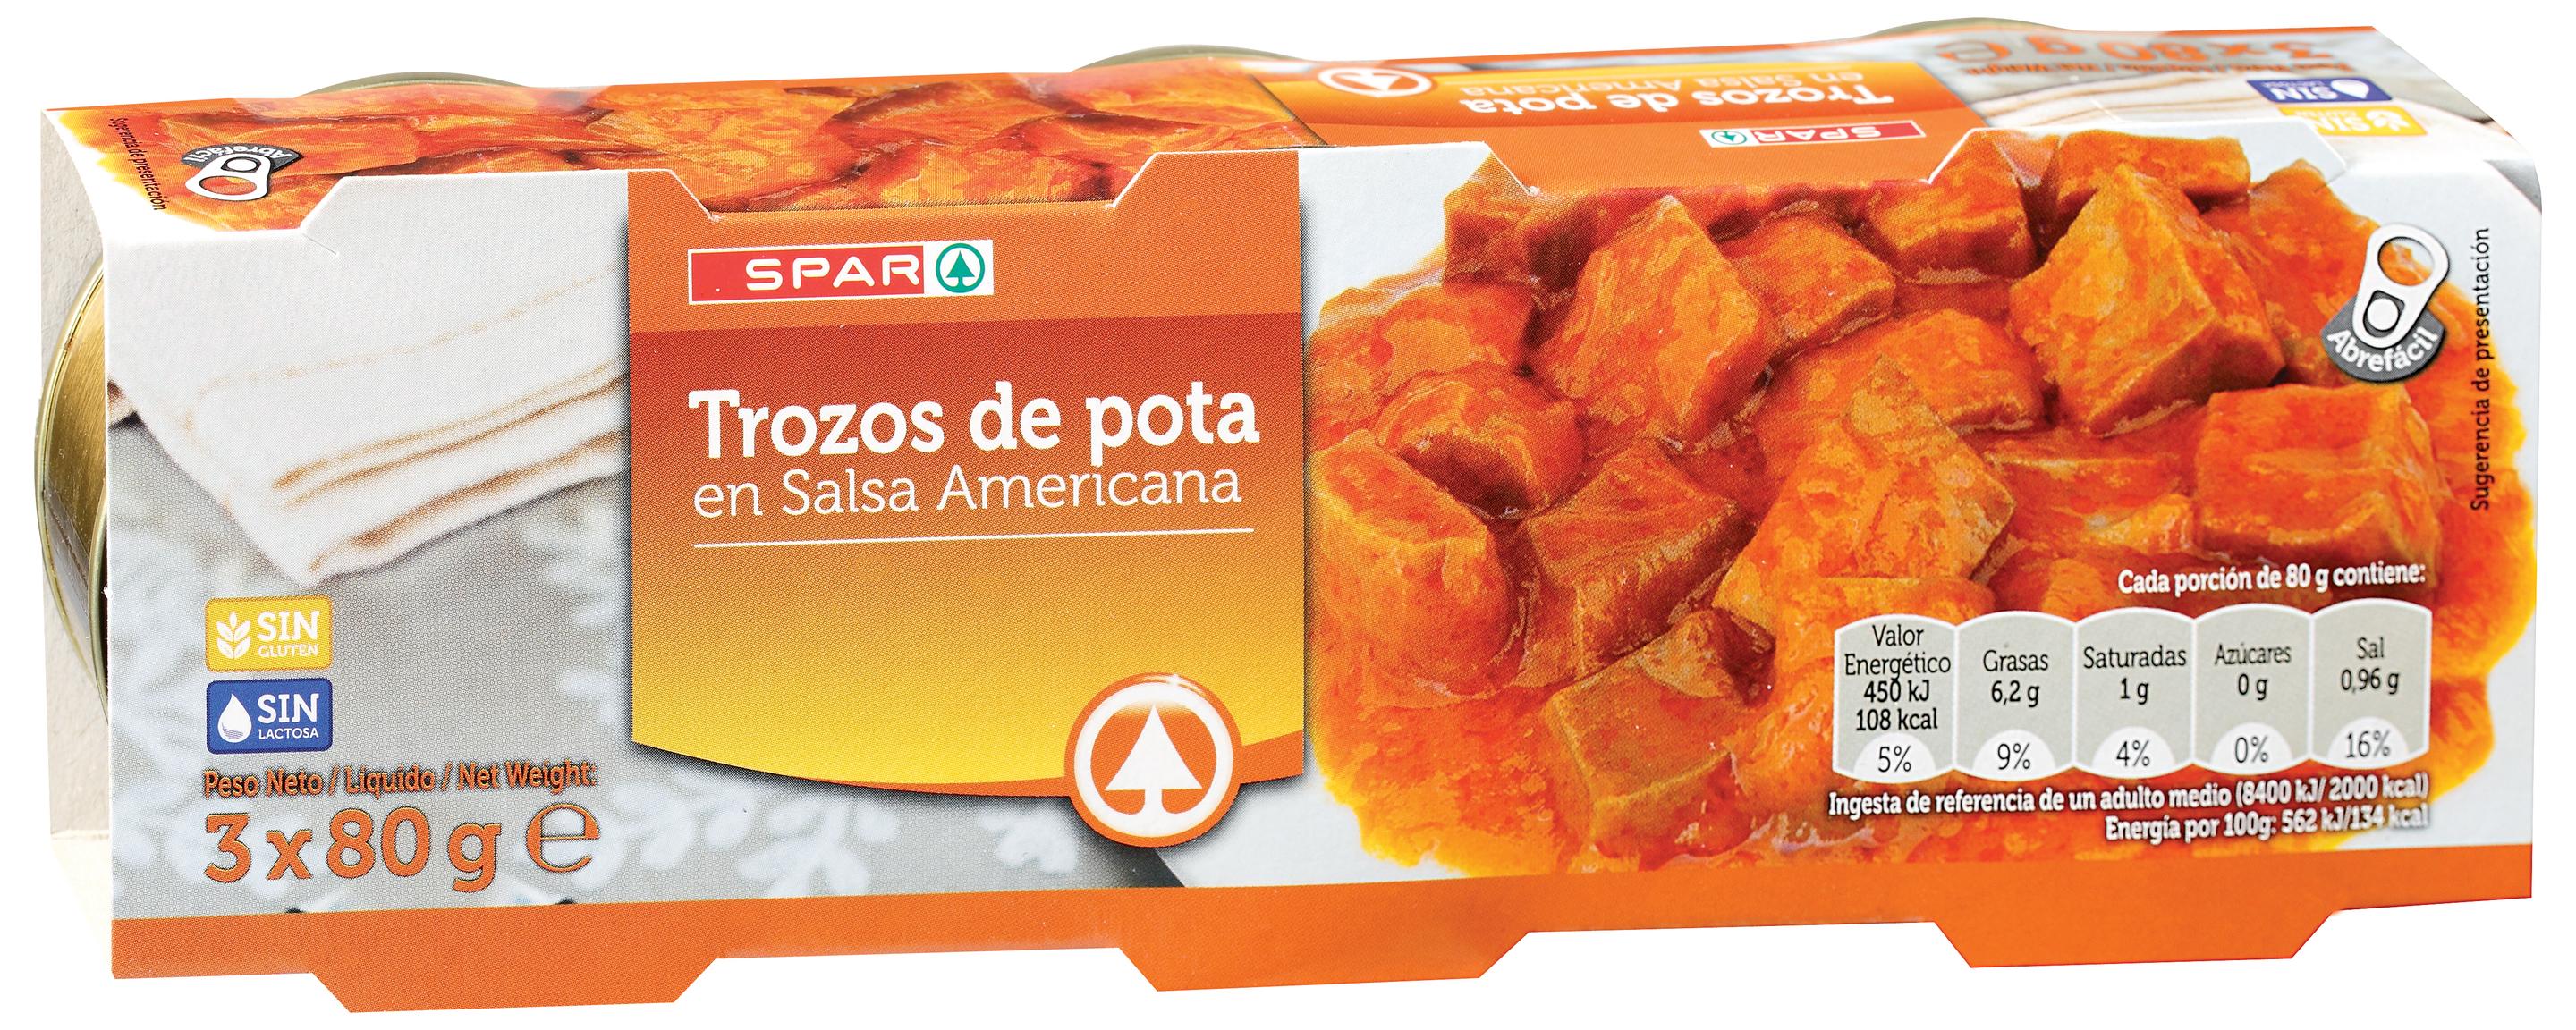 Sugerencia de presentación
Abrefácil
Trozos de pota
en Salsa Americana
SPAR
3x80 g e
SIN
SIN
SPAR
Trozos de pota
en Salsa Americana
Abrefácil
Sugerencia de presentación
SIN
GLUTEN
SIN
LACTOSA
Peso Neto / Líquido / Net Weight:
3 x 80 g e
Cada porción de 80 g contiene:
Valor
Energético
450 kJ
108 kcal
5%
Grasas
6,2 g
9%
Saturadas
1 g
4%
Azúcares
0 g
0%
Sal
0,96 g
16%
Ingesta de referencia de un adulto medio (8400 kJ/ 2000 kcal)
Energía por 100g: 562 kJ/134 kcal